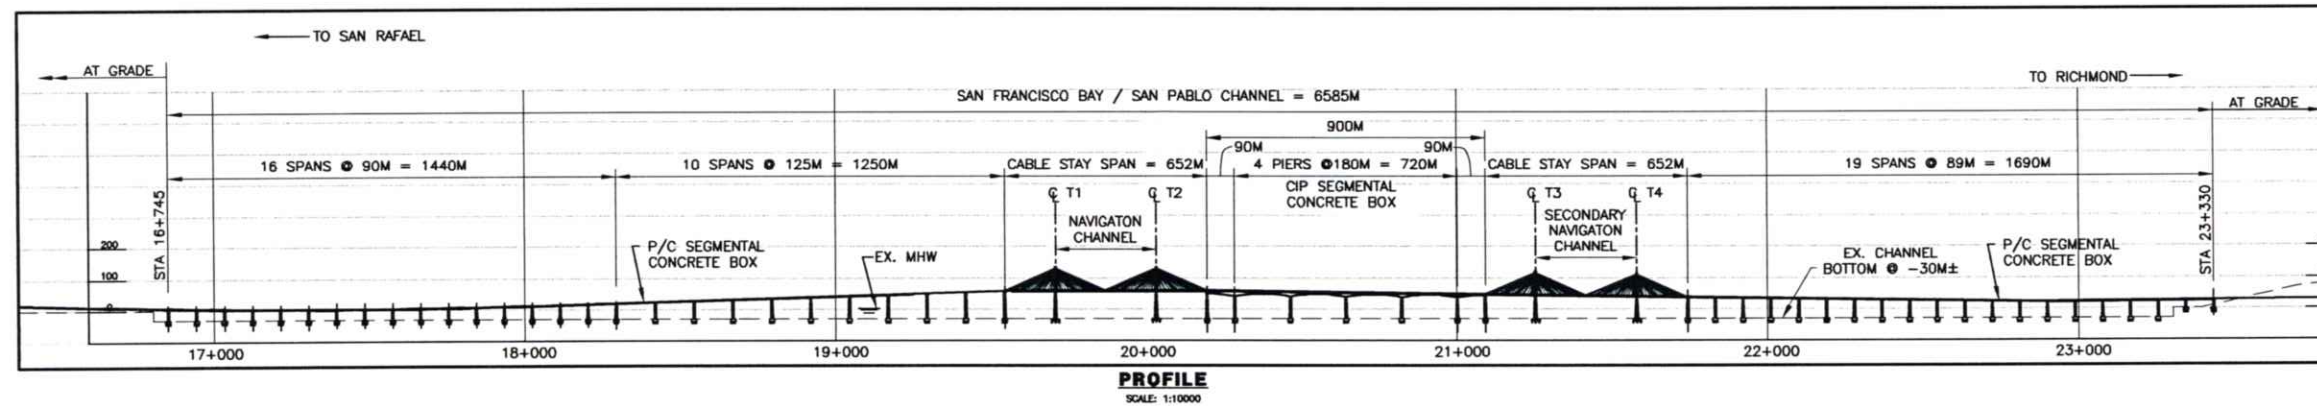 TO SAN RAFAEL
AT GRADE
TO RICHMOND
SAN FRANCISCO BAY / SAN PABLO CHANNEL = 6585M
AT GRADE
900M
90M
90M
16 SPANS @ 90M = 1440M
10 SPANS @ 125M = 1250M
CABLE STAY SPAN = 652M
4 PIERS @180M = 720M
CABLE STAY SPAN = 652M
19 SPANS @ 89M = 1690M
CIP SEGMENTAL
CONCRETE BOX
℄ T1
℄ T2
℄ T3
℄ T4
NAVIGATON
CHANNEL
SECONDARY
NAVIGATON
CHANNEL
STA 16+745
STA 23+330
200
100
0
P/C SEGMENTAL
CONCRETE BOX
EX. MHW
EX. CHANNEL
BOTTOM @ -30M±
P/C SEGMENTAL
CONCRETE BOX
17+000
18+000
19+000
20+000
21+000
22+000
23+000
PROFILE
SCALE: 1:10000